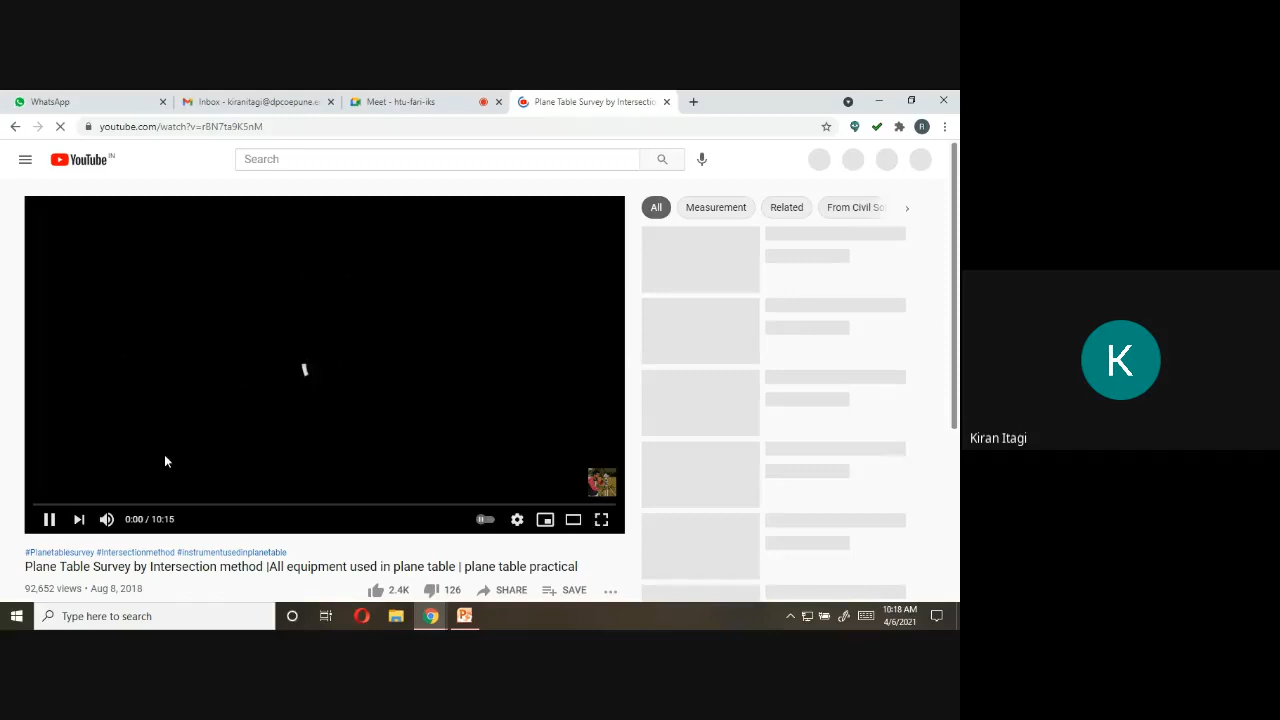 WhatsApp
Inbox - kiranitagi@dpcoepune.e
Meet - htu-fari-iks
Plane Table Survey by Intersectio
youtube.com/watch?v=r8N7ta9K5nM
R
YouTube IN
Search
All
Measurement
Related
From Civil So
0:00 / 10:15
#Planetablesurvey #Intersectionmethod #instrumentusedinplanetable
Plane Table Survey by Intersection method |All equipment used in plane table | plane table practical
92,652 views • Aug 8, 2018
2.4K
126
SHARE
SAVE
Type here to search
10:18 AM
4/6/2021
K
Kiran Itagi